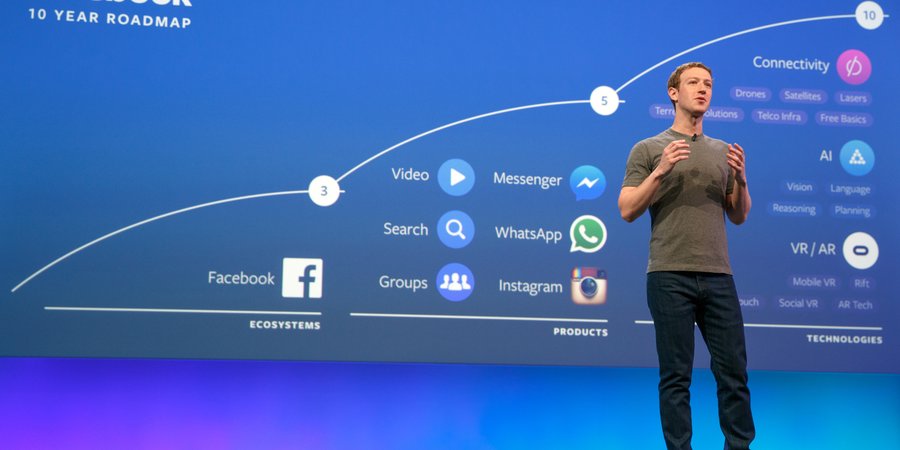 10 YEAR ROADMAP
10
Connectivity
Drones Satellites Lasers
Telco Infra Free Basics
5
AI
Vision Language
Reasoning Planning
3
Video
Messenger
Search
WhatsApp
Groups
Instagram
VR / AR
Mobile VR Rift
Social VR AR Tech
Facebook
ECOSYSTEMS
PRODUCTS
TECHNOLOGIES